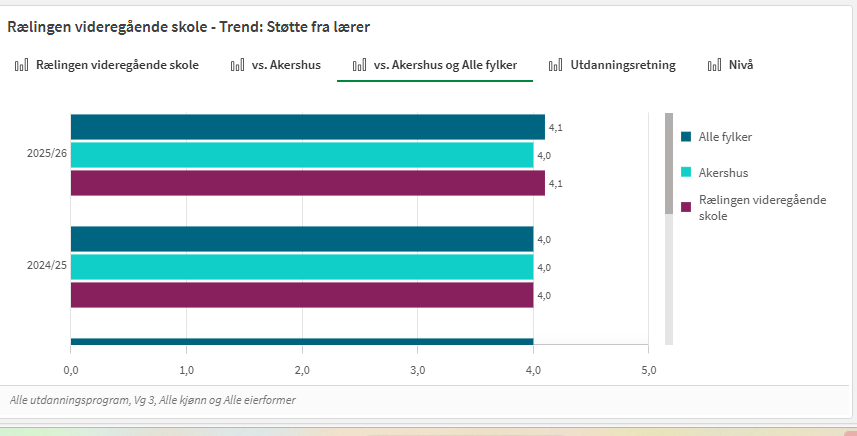 Rælingen videregående skole - Trend: Støtte fra lærer
Rælingen videregående skole vs. Akershus vs. Akershus og Alle fylker Utdanningsretning Nivå
2025/26
4,1
4,0
4,1
2024/25
4,0
4,0
4,0
0,0 1,0 2,0 3,0 4,0 5,0
Alle fylker
Akershus
Rælingen videregående
skole
Alle utdanningsprogram, Vg 3, Alle kjønn og Alle eierformer